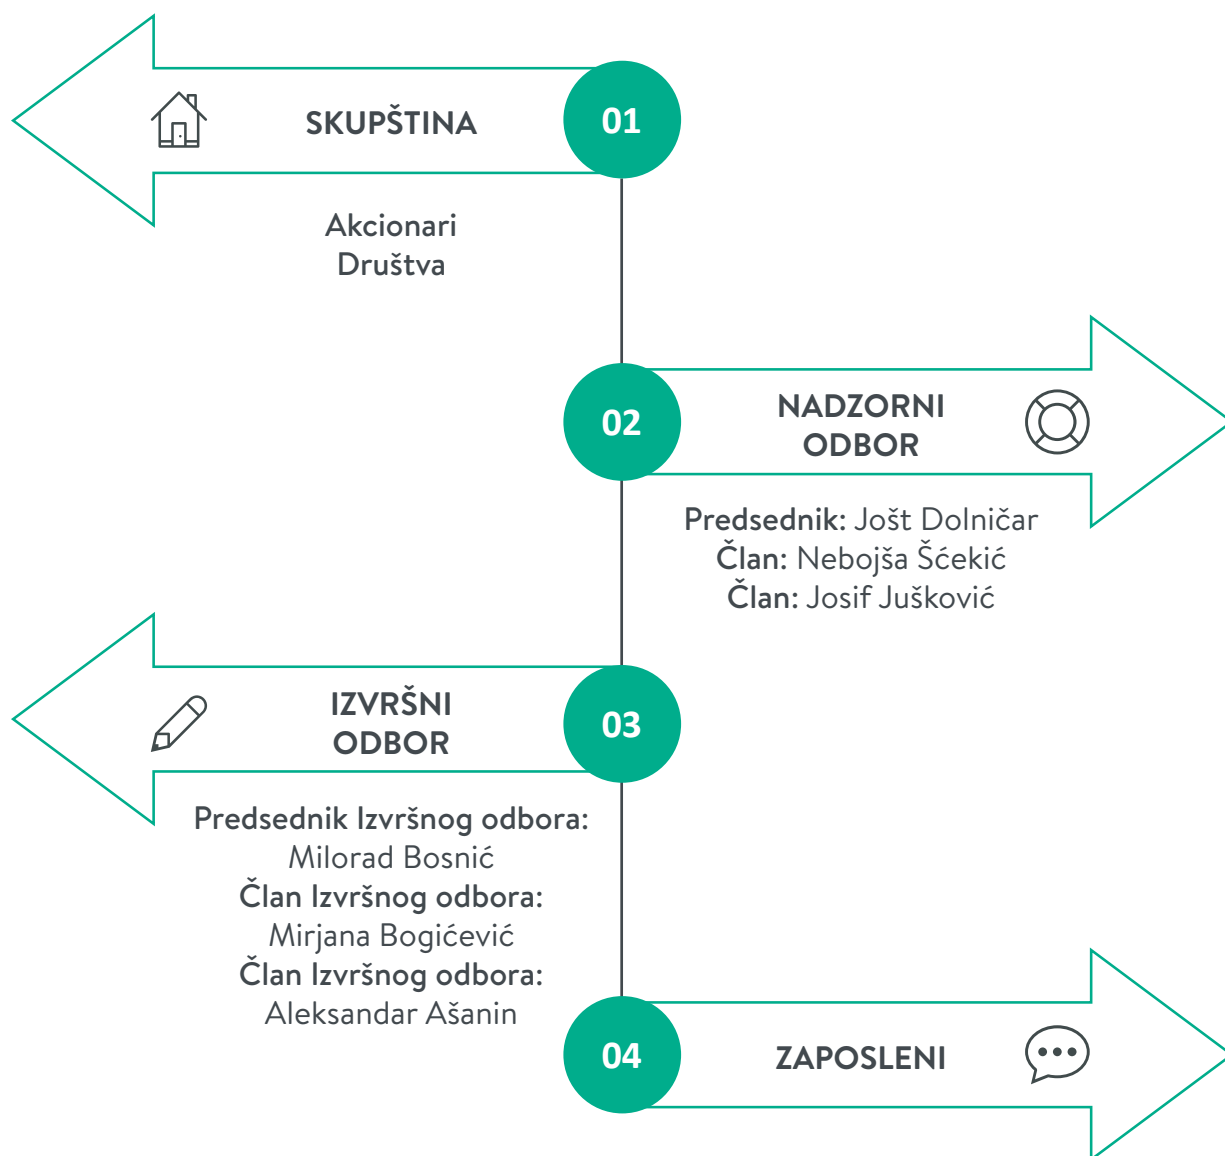 SKUPŠTINA
01
Akcionari
Društva
02
NADZORNI
ODBOR
Predsednik: Jošt Dolničar
Član: Nebojša Šćekić
Član: Josif Jušković
IZVRŠNI
ODBOR
03
Predsednik Izvršnog odbora:
Milorad Bosnić
Član Izvršnog odbora:
Mirjana Bogićević
Član Izvršnog odbora:
Aleksandar Ašanin
04
ZAPOSLENI